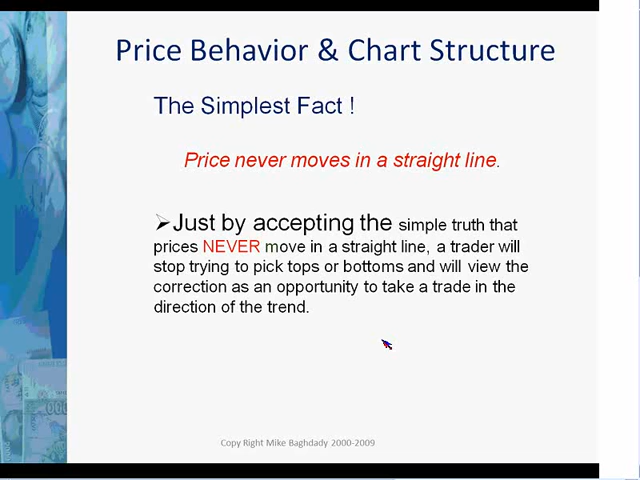 Price Behavior & Chart Structure
The Simplest Fact !
Price never moves in a straight line.
➢Just by accepting the simple truth that
prices NEVER move in a straight line, a trader will
stop trying to pick tops or bottoms and will view the
correction as an opportunity to take a trade in the
direction of the trend.
Copy Right Mike Baghdady 2000-2009